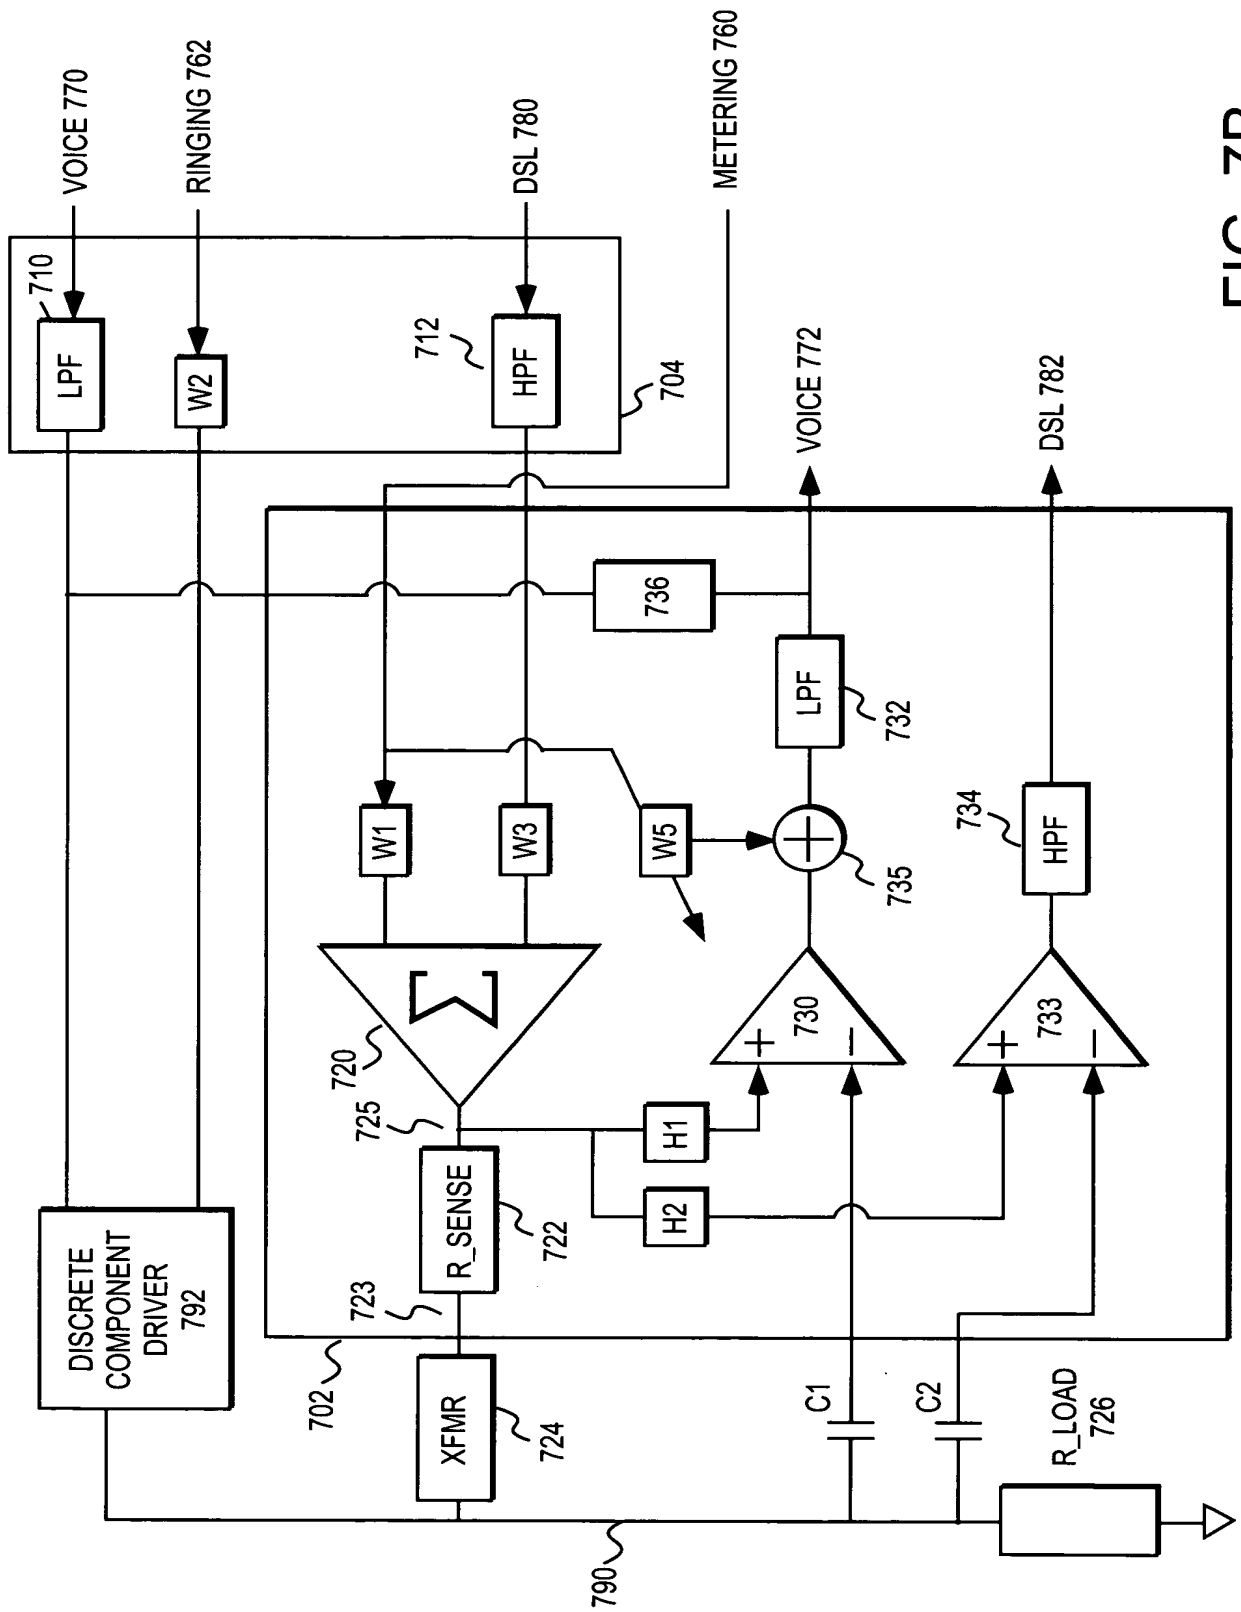 VOICE 770
RINGING 762
DSL 780
METERING 760
710
LPF
W2
712
HPF
704
VOICE 772
DSL 782
736
LPF
732
734
HPF
W1
W3
W5
+
735
Σ
720
725
+
730
−
+
733
−
H1
H2
R_SENSE
722
723
DISCRETE
COMPONENT
DRIVER
792
702
XFMR
724
C1
C2
R_LOAD
726
790